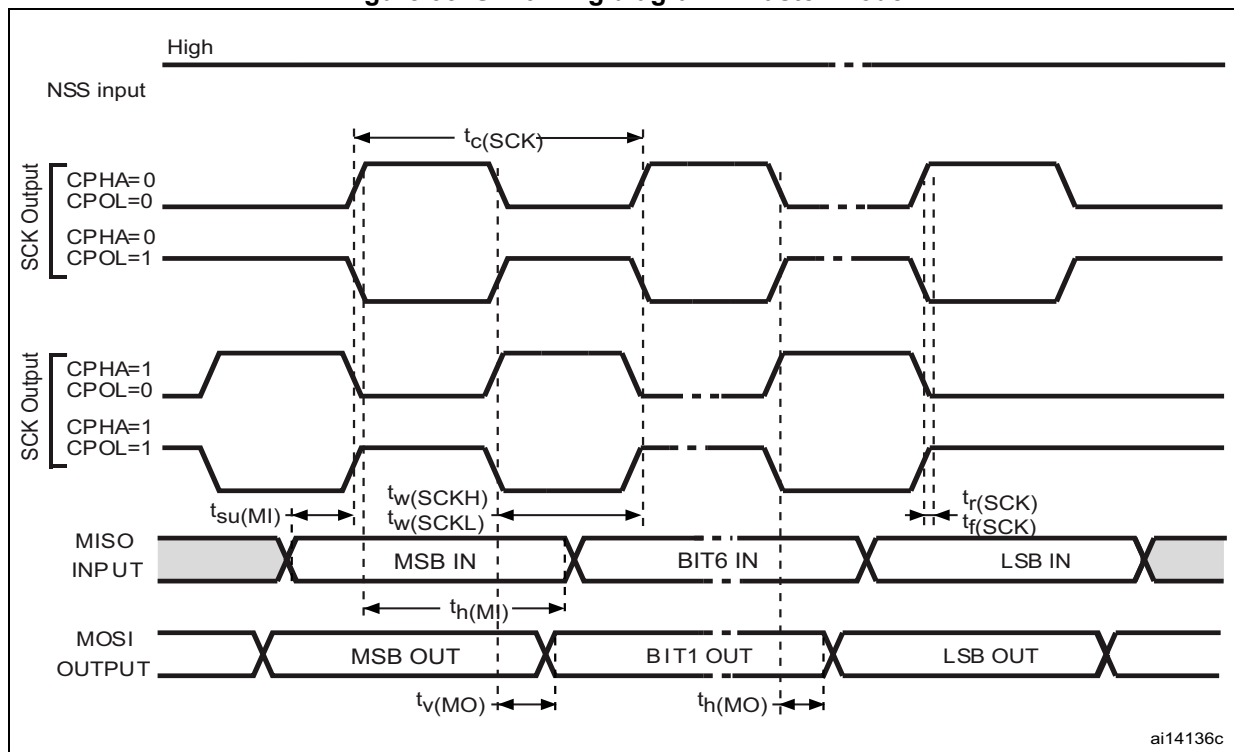 High
NSS input
tc(SCK)
SCK Output
CPHA=0
CPOL=0
CPHA=0
CPOL=1
SCK Output
CPHA=1
CPOL=0
CPHA=1
CPOL=1
tsu(MI)
tw(SCKH)
tw(SCKL)
tr(SCK)
tf(SCK)
MISO
INPUT
MSB IN
BIT6 IN
LSB IN
th(MI)
MOSI
OUTPUT
MSB OUT
BIT1 OUT
LSB OUT
tv(MO)
th(MO)
ai14136c